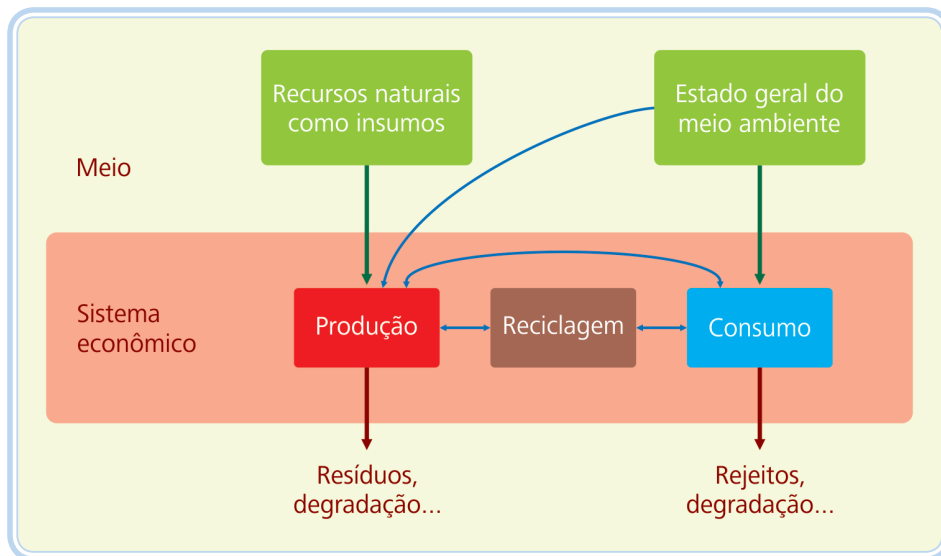 Recursos naturais
como insumos
Estado geral do
meio ambiente
Meio
Sistema
econômico
Produção
Reciclagem
Consumo
Resíduos,
degradação...
Rejeitos,
degradação...